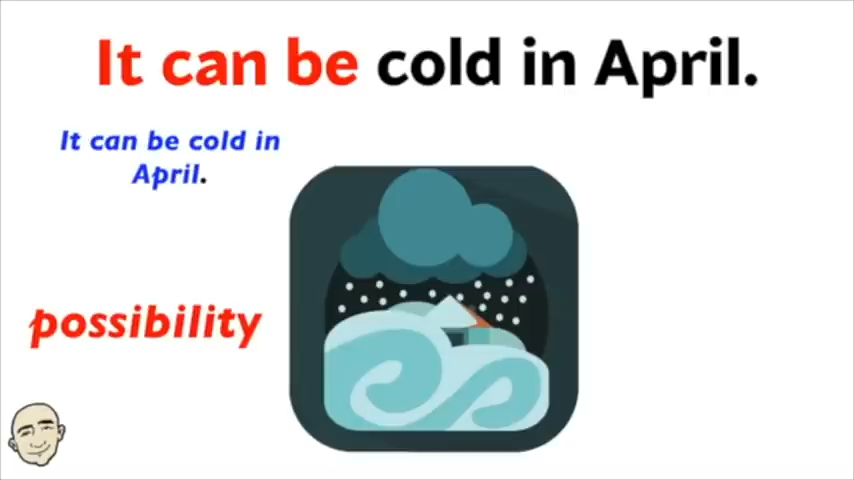 It can be cold in April.
It can be cold in
April.
possibility